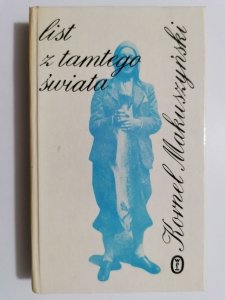 list
z tamtego
świata
Kornel Makuszyński